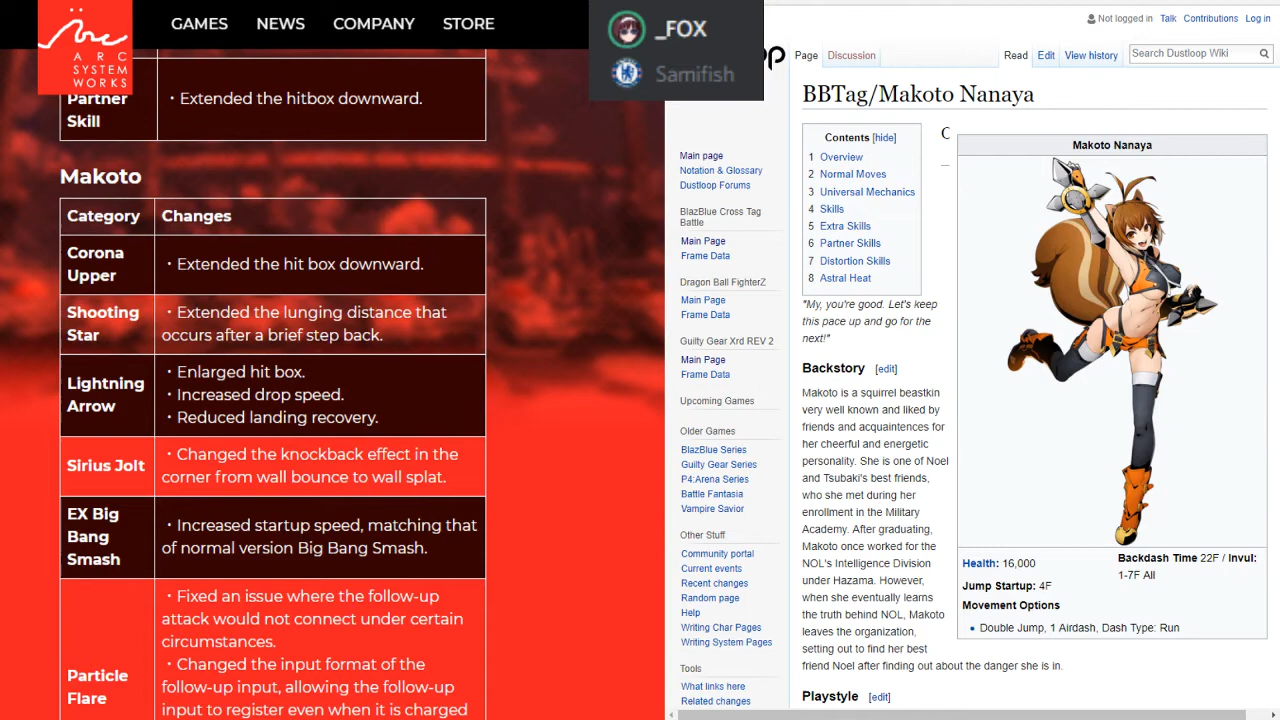 GAMES
NEWS
COMPANY
STORE
ARC
SYSTEM
WORKS
Partner
Skill
・Extended the hitbox downward.
Makoto
Category
Changes
Corona
Upper
・Extended the hit box downward.
Shooting
Star
・Extended the lunging distance that
occurs after a brief step back.
Lightning
Arrow
・Enlarged hit box.
・Increased drop speed.
・Reduced landing recovery.
Sirius Jolt
・Changed the knockback effect in the
corner from wall bounce to wall splat.
EX Big
Bang
Smash
・Increased startup speed, matching that
of normal version Big Bang Smash.
Particle
Flare
・Fixed an issue where the follow-up
attack would not connect under certain
circumstances.
・Changed the input format of the
follow-up input, allowing the follow-up
input to register even when it is charged
_FOX
Samifish
Not logged in
Talk
Contributions
Log in
Page
Discussion
Read
Edit
View history
Search Dustloop Wiki
BBTag/Makoto Nanaya
Main page
Notation & Glossary
Dustloop Forums
BlazBlue Cross Tag
Battle
Main Page
Frame Data
Dragon Ball FighterZ
Main Page
Frame Data
Guilty Gear Xrd REV 2
Main Page
Frame Data
Upcoming Games
Older Games
BlazBlue Series
Guilty Gear Series
P4:Arena Series
Battle Fantasia
Vampire Savior
Other Stuff
Community portal
Current events
Recent changes
Random page
Help
Writing Char Pages
Writing System Pages
Tools
What links here
Related changes
Contents [hide]
1 Overview
2 Normal Moves
3 Universal Mechanics
4 Skills
5 Extra Skills
6 Partner Skills
7 Distortion Skills
8 Astral Heat
"My, you're good. Let's keep
this pace up and go for the
next!"
Backstory [edit]
Makoto is a squirrel beastkin
very well known and liked by
friends and acquaintences for
her cheerful and energetic
personality. She is one of Noel
and Tsubaki's best friends,
who she met during her
enrollment in the Military
Academy. After graduating,
Makoto once worked for the
NOL's Intelligence Division
under Hazama. However,
when she eventually learns
the truth behind NOL, Makoto
leaves the organization,
setting out to find her best
friend Noel after finding out about the danger she is in.
Playstyle [edit]
Makoto Nanaya
Health: 16,000
Jump Startup: 4F
Movement Options
• Double Jump, 1 Airdash, Dash Type: Run
Backdash Time 22F / Invul:
1-7F All